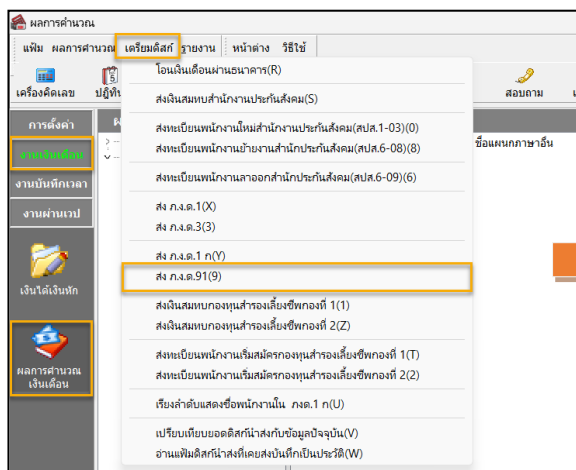 ผลการคำนวณ
แฟ้ม ผลการคำนวณ เตรียมดิสก์ รายงาน หน้าต่าง วิธีใช้
เครื่องคิดเลข
สอบถาม
การตั้งค่า
งานเงินเดือน
งานบันทึกเวลา
งานผ่านเวป
เงินได้เงินหัก
ผลการคำนวณ
เงินเดือน
โอนเงินเดือนผ่านธนาคาร(R)
ส่งเงินสมทบสำนักงานประกันสังคม(S)
ส่งทะเบียนพนักงานใหม่สำนักงานประกันสังคม(สปส.1-03)(0)
ส่งทะเบียนพนักงานย้ายงานสำนักประกันสังคม(สปส.6-08)(8)
ส่งทะเบียนพนักงานลาออกสำนักประกันสังคม(สปส.6-09)(6)
ส่ง ภ.ง.ด.1(X)
ส่ง ภ.ง.ด.3(3)
ส่ง ภ.ง.ด.1 ก(Y)
ส่ง ภ.ง.ด.91(9)
ส่งเงินสมทบกองทุนสำรองเลี้ยงชีพกองที่ 1(1)
ส่งเงินสมทบกองทุนสำรองเลี้ยงชีพกองที่ 2(Z)
ส่งทะเบียนพนักงานเริ่มสมัครกองทุนสำรองเลี้ยงชีพกองที่ 1(T)
ส่งทะเบียนพนักงานเริ่มสมัครกองทุนสำรองเลี้ยงชีพกองที่ 2(2)
เรียงลำดับแสดงชื่อพนักงานใน ภงด.1 ก(U)
เปรียบเทียบยอดดิสก์นำส่งกับข้อมูลปัจจุบัน(V)
อ่านแฟ้มดิสก์นำส่งที่เคยส่งบันทึกเป็นประวัติ(W)
ชื่อแผนกภาษาอื่น